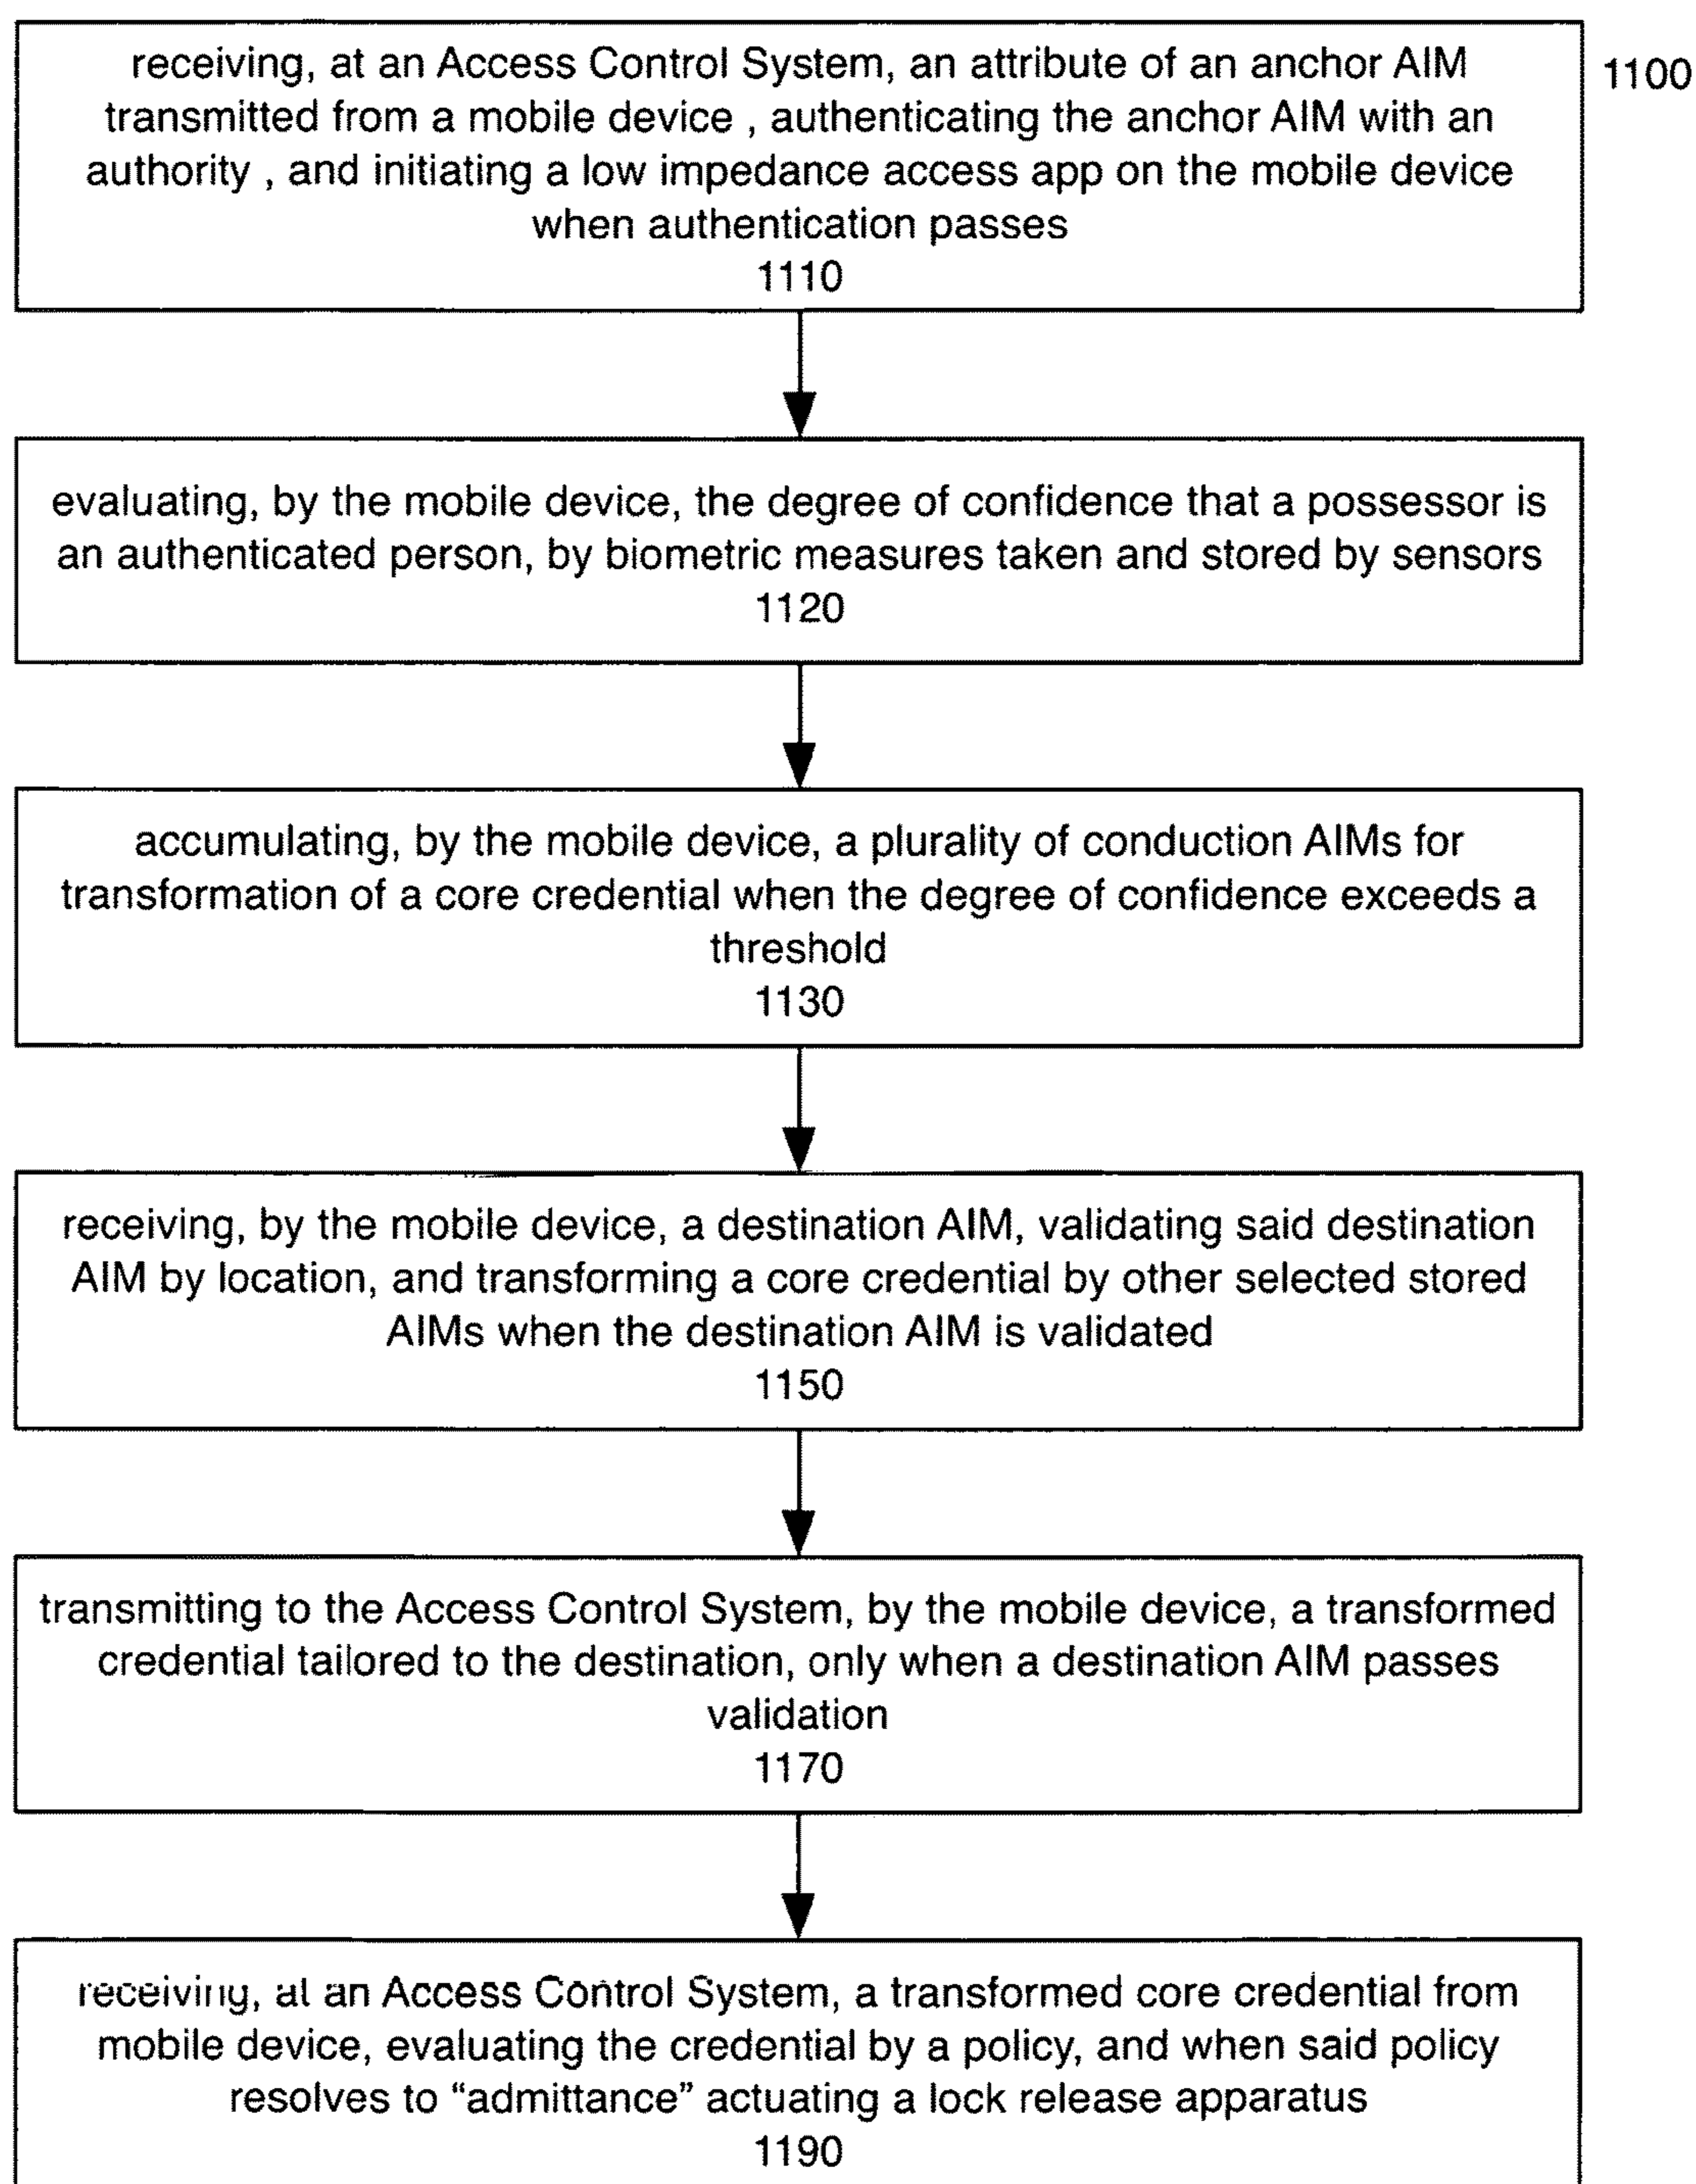 receiving, at an Access Control System, an attribute of an anchor AIM
1100
transmitted from a mobile device , authenticating the anchor AIM with an
authority , and initiating a low impedance access app on the mobile device
when authentication passes
1110
evaluating, by the mobile device, the degree of confidence that a possessor is
an authenticated person, by biometric measures taken and stored by sensors
1120
accumulating, by the mobile device, a plurality of conduction AIMs for
transformation of a core credential when the degree of confidence exceeds a
threshold
1130
receiving, by the mobile device, a destination AIM, validating said destination
AIM by location, and transforming a core credential by other selected stored
AIMs when the destination AIM is validated
1150
transmitting to the Access Control System, by the mobile device, a transformed
credential tailored to the destination, only when a destination AIM passes
validation
1170
receiving, at an Access Control System, a transformed core credential from
mobile device, evaluating the credential by a policy, and when said policy
resolves to “admittance” actuating a lock release apparatus
1190